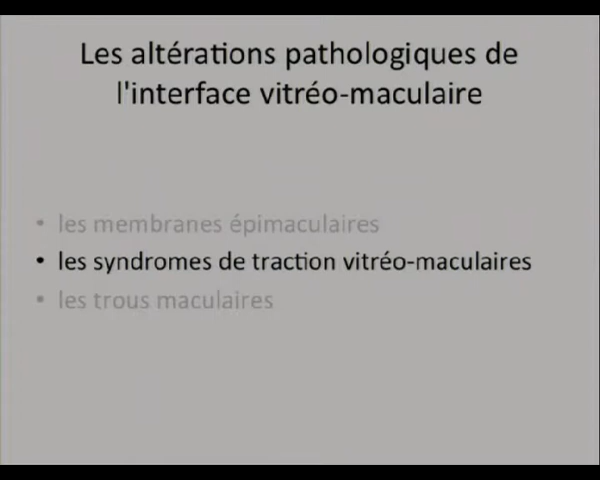 Les altérations pathologiques de
l'interface vitréo-maculaire
• les membranes épimaculaires
• les syndromes de traction vitréo-maculaires
• les trous maculaires